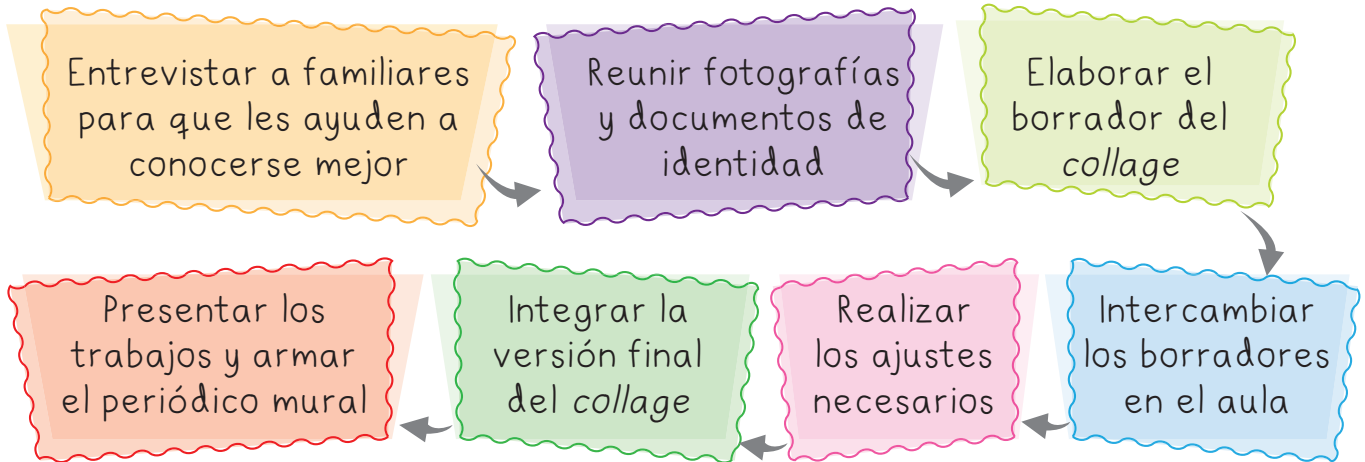 Entrevistar a familiares
para que les ayuden a
conocerse mejor
Reunir fotografías
y documentos de
identidad
Elaborar el
borrador del
collage
Intercambiar
los borradores
en el aula
Realizar
los ajustes
necesarios
Integrar la
versión final
del collage
Presentar los
trabajos y armar
el periódico mural